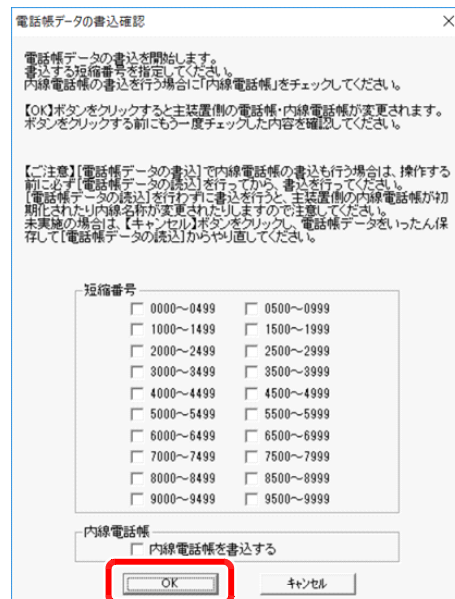 電話帳データの書込確認
電話帳データの書込を開始します。
書込する短縮番号を指定してください。
内線電話帳の書込を行う場合に「内線電話帳」をチェックしてください。
【OK】ボタンをクリックすると主装置側の電話帳・内線電話帳が変更されます。
ボタンをクリックする前にもう一度チェックした内容を確認してください。
【ご注意】[電話帳データの書込]で内線電話帳の書込も行う場合は、操作する
前に必ず[電話帳データの読込]を行ってから、書込を行ってください。
[電話帳データの読込]を行わずに書込を行うと、主装置側の内線電話帳が初
期化されたり内線名称が変更されたりしますので注意してください。
未実施の場合は、【キャンセル】ボタンをクリックし、電話帳データをいったん保
存して[電話帳データの読込]からやり直してください。
短縮番号
0000～0499 0500～0999
1000～1499 1500～1999
2000～2499 2500～2999
3000～3499 3500～3999
4000～4499 4500～4999
5000～5499 5500～5999
6000～6499 6500～6999
7000～7499 7500～7999
8000～8499 8500～8999
9000～9499 9500～9999
内線電話帳
内線電話帳を書込する
OK キャンセル